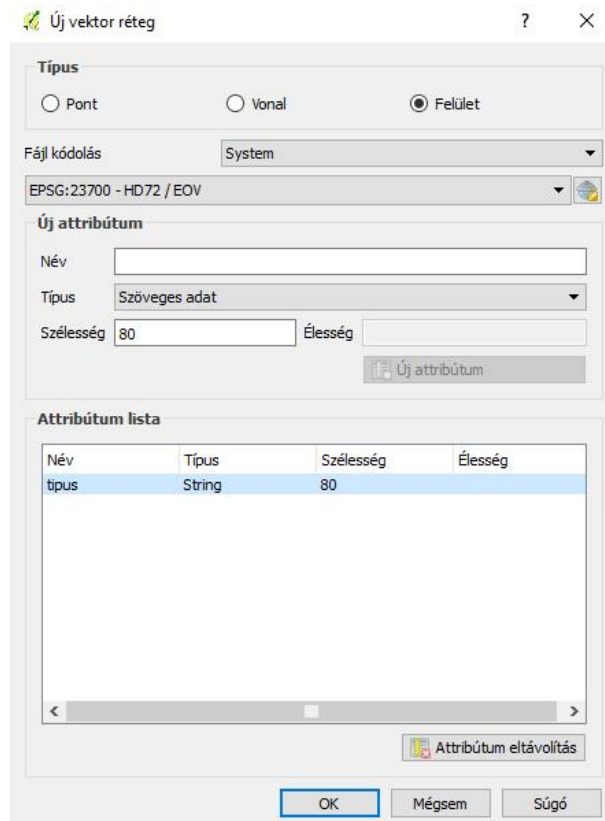 Új vektor réteg ?
Típus
Pont Vonal Felület
Fájl kódolás System
EPSG:23700 - HD72 / EOV
Új attribútum
Név
Típus Szöveges adat
Szélesség 80 Élesség
Új attribútum
Attribútum lista
Név Típus Szélesség Élesség
tipus String 80
Attribútum eltávolítás
OK Mégsem Súgó